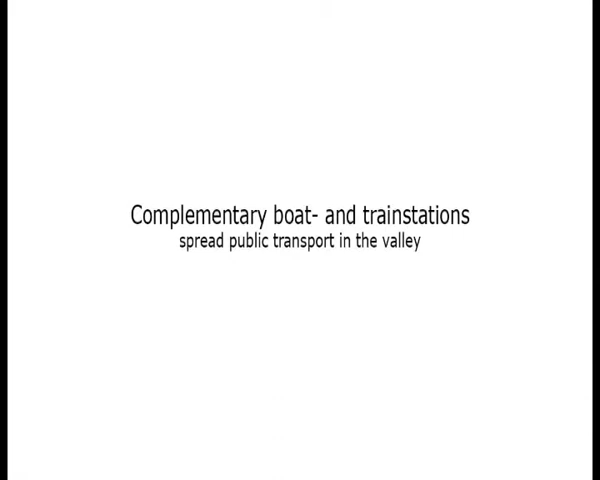 Complementary boat- and trainstations
spread public transport in the valley